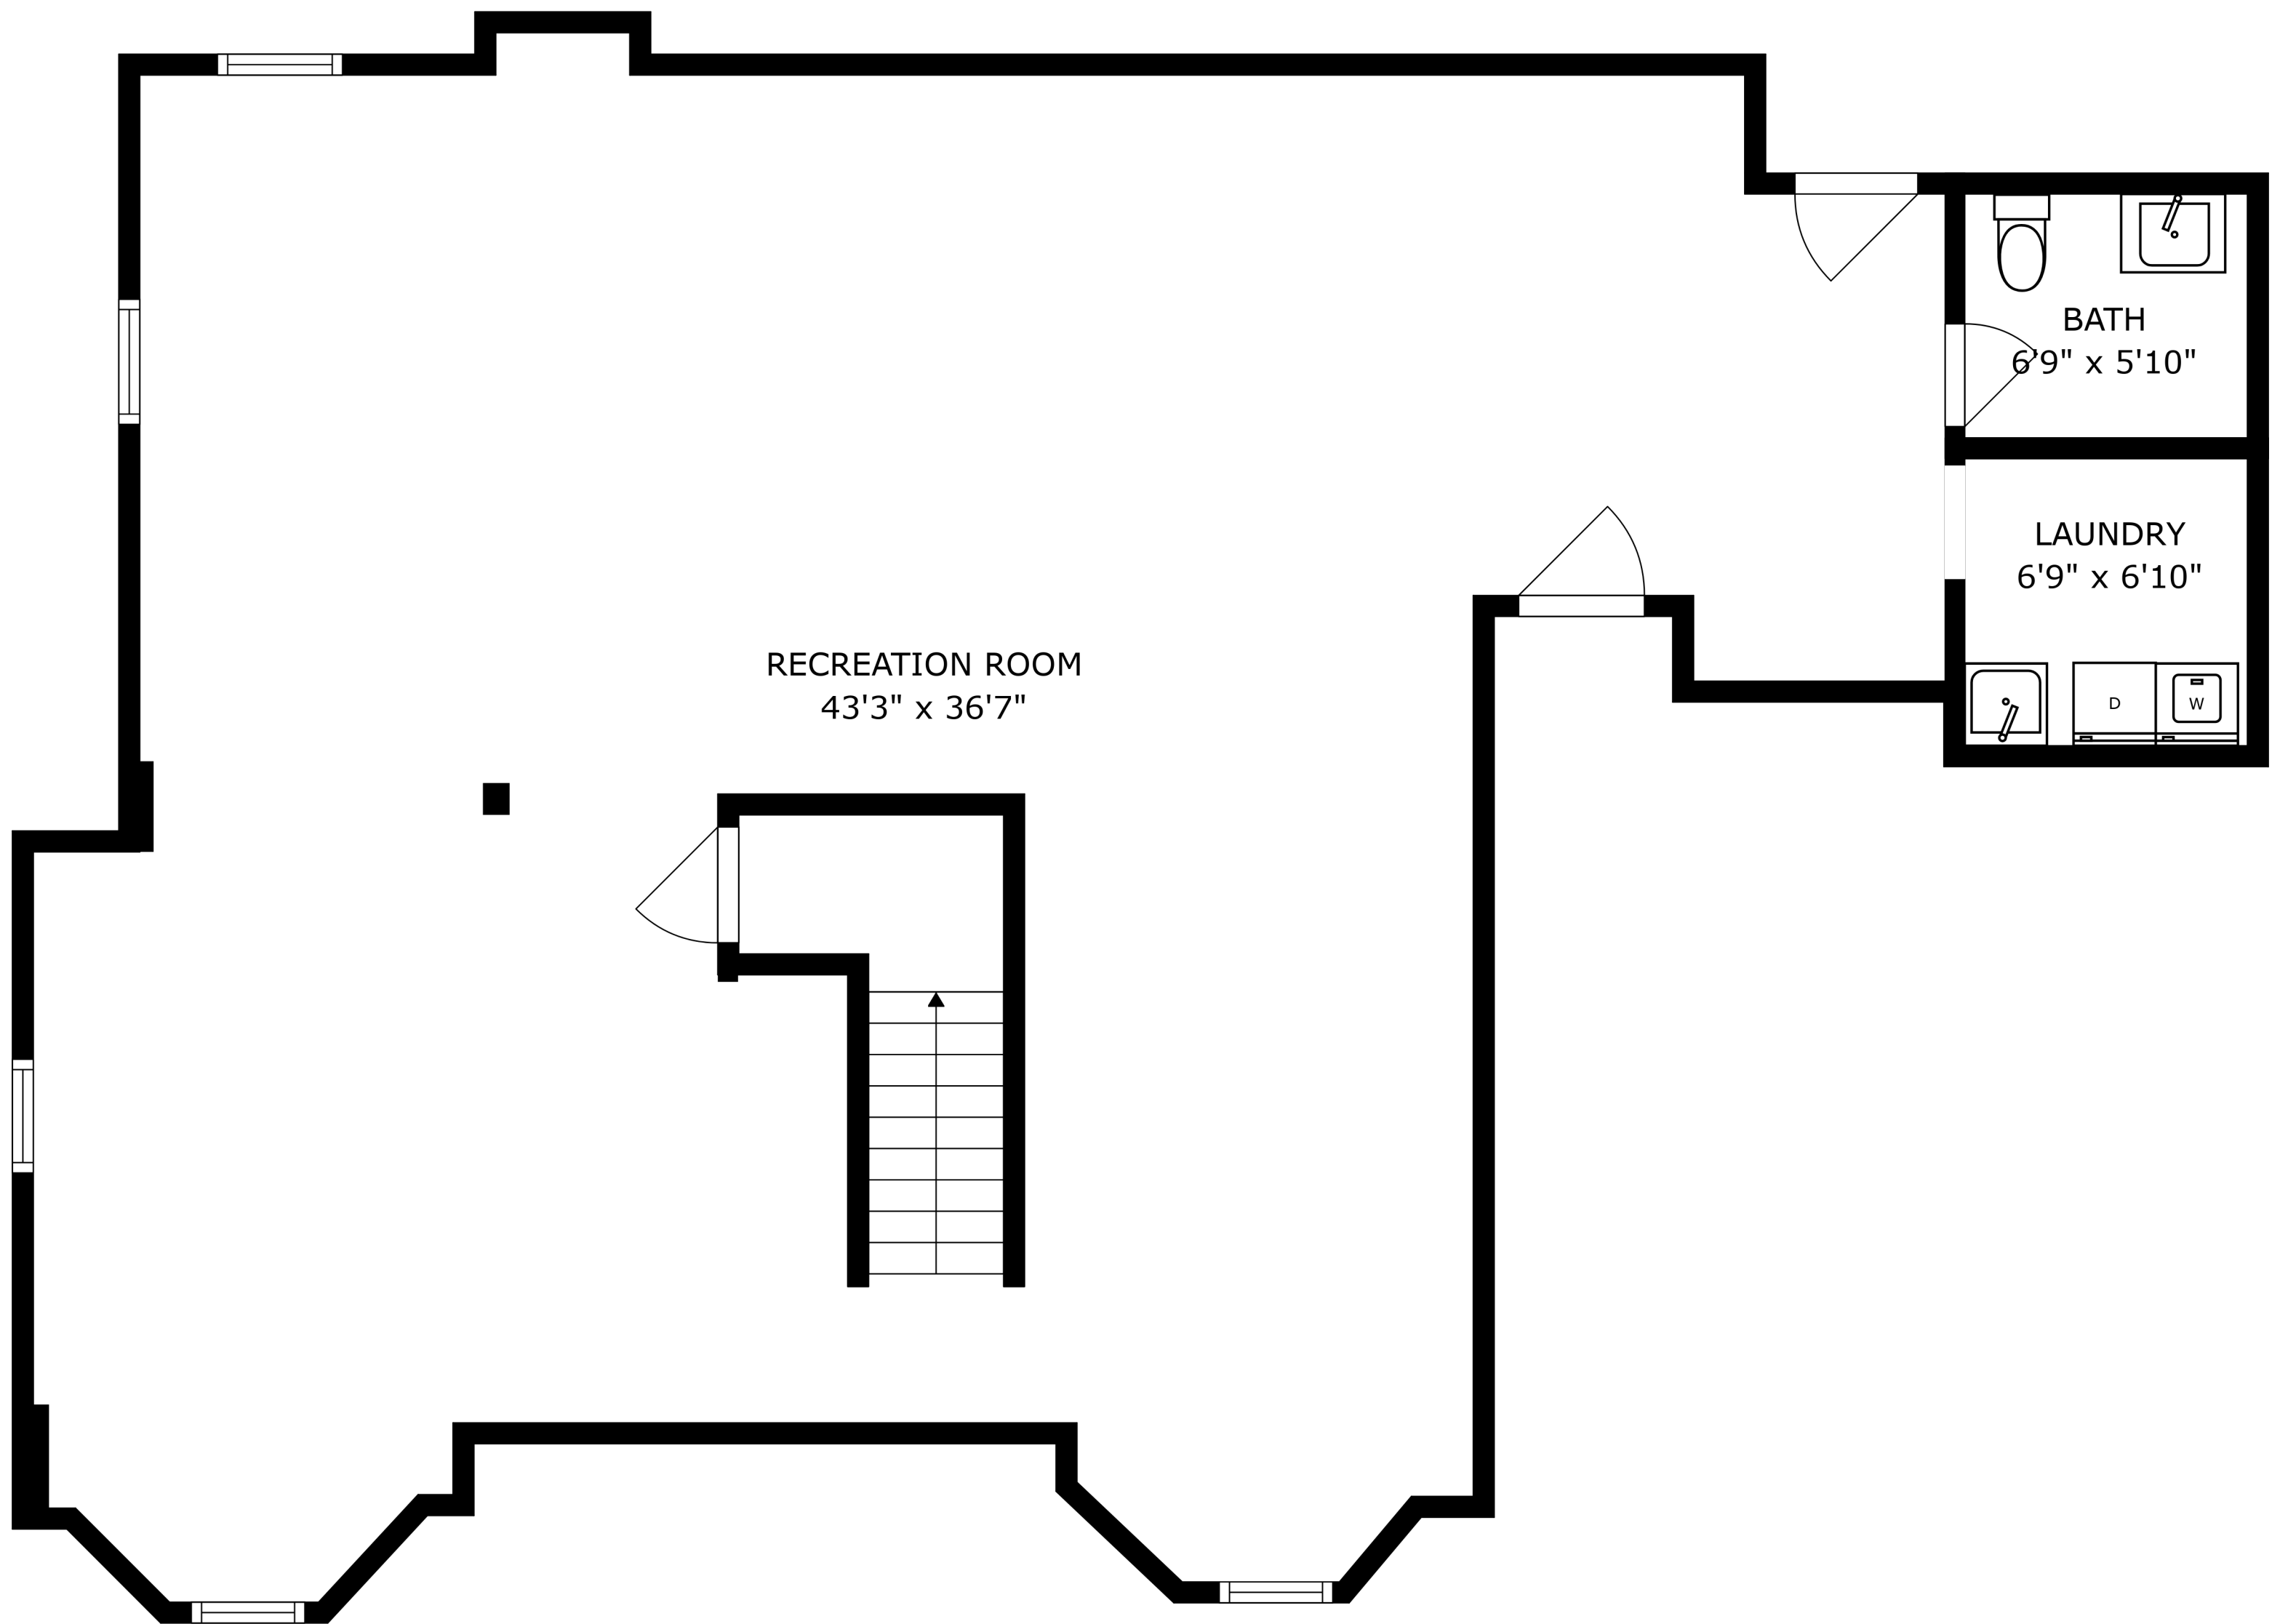 BATH
6'9" x 5'10"
LAUNDRY
6'9" x 6'10"
RECREATION ROOM
43'3" x 36'7"
D
W